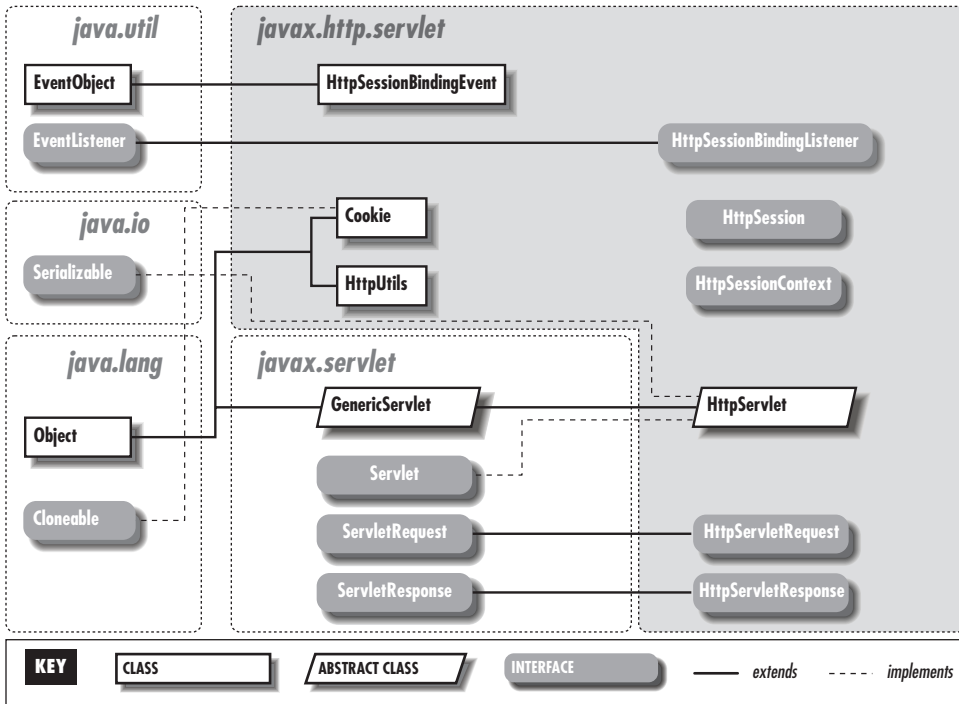 java.util
javax.http.servlet
EventObject
HttpSessionBindingEvent
EventListener
HttpSessionBindingListener
java.io
Cookie
HttpSession
Serializable
HttpUtils
HttpSessionContext
java.lang
javax.servlet
GenericServlet
HttpServlet
Object
Servlet
Cloneable
ServletRequest
HttpServletRequest
ServletResponse
HttpServletResponse
KEY
CLASS
ABSTRACT CLASS
INTERFACE
extends
implements